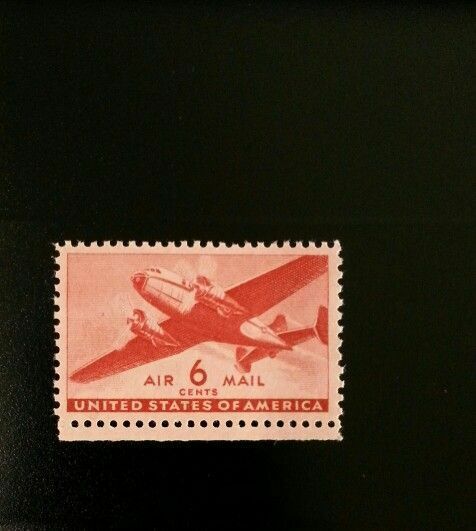 AIR 6 MAIL
CENTS
UNITED STATES OF AMERICA